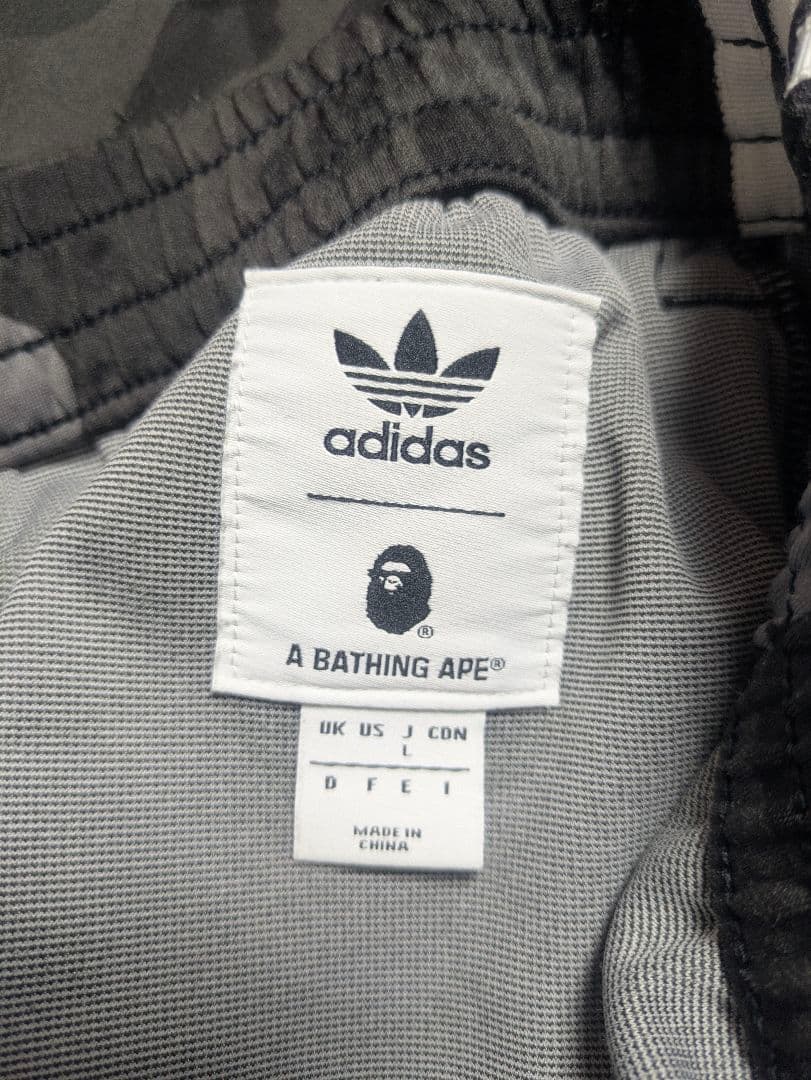 adidas
®
A BATHING APE®
UK US J CDN
L
D F E I
MADE IN
CHINA